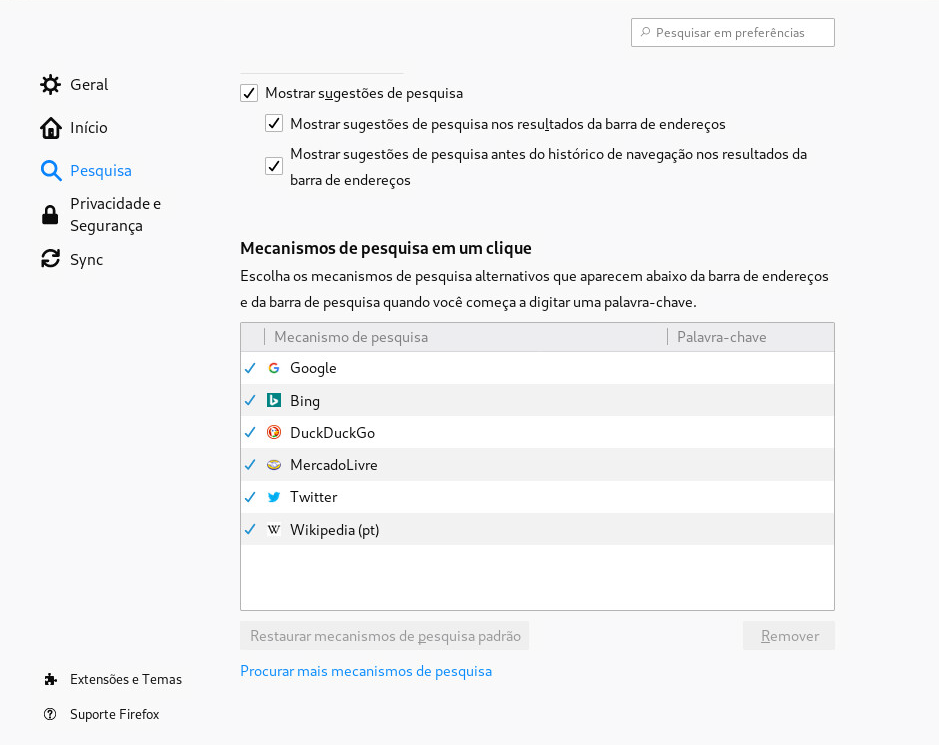 Pesquisar em preferências
Geral
Início
Pesquisa
Privacidade e
Segurança
Sync
Mostrar sugestões de pesquisa
Mostrar sugestões de pesquisa nos resultados da barra de endereços
Mostrar sugestões de pesquisa antes do histórico de navegação nos resultados da
barra de endereços
Mecanismos de pesquisa em um clique
Escolha os mecanismos de pesquisa alternativos que aparecem abaixo da barra de endereços
e da barra de pesquisa quando você começa a digitar uma palavra-chave.
Mecanismo de pesquisa Palavra-chave
Google
Bing
DuckDuckGo
MercadoLivre
Twitter
Wikipedia (pt)
Restaurar mecanismos de pesquisa padrão Remover
Procurar mais mecanismos de pesquisa
Extensões e Temas
Suporte Firefox